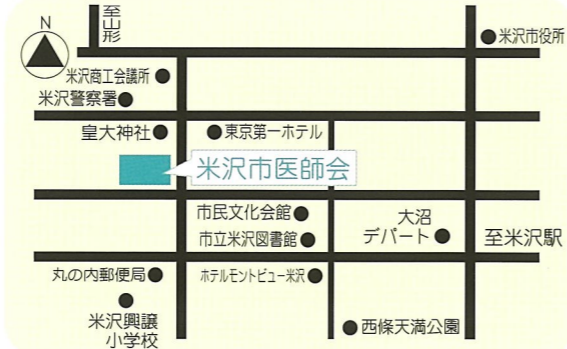 N
至山形
米沢市役所
米沢商工会議所
米沢警察署
皇大神社
東京第一ホテル
米沢市医師会
市民文化会館
市立米沢図書館
大沼
デパート
至米沢駅
丸の内郵便局
ホテルモントビュー米沢
米沢興譲
小学校
西條天満公園